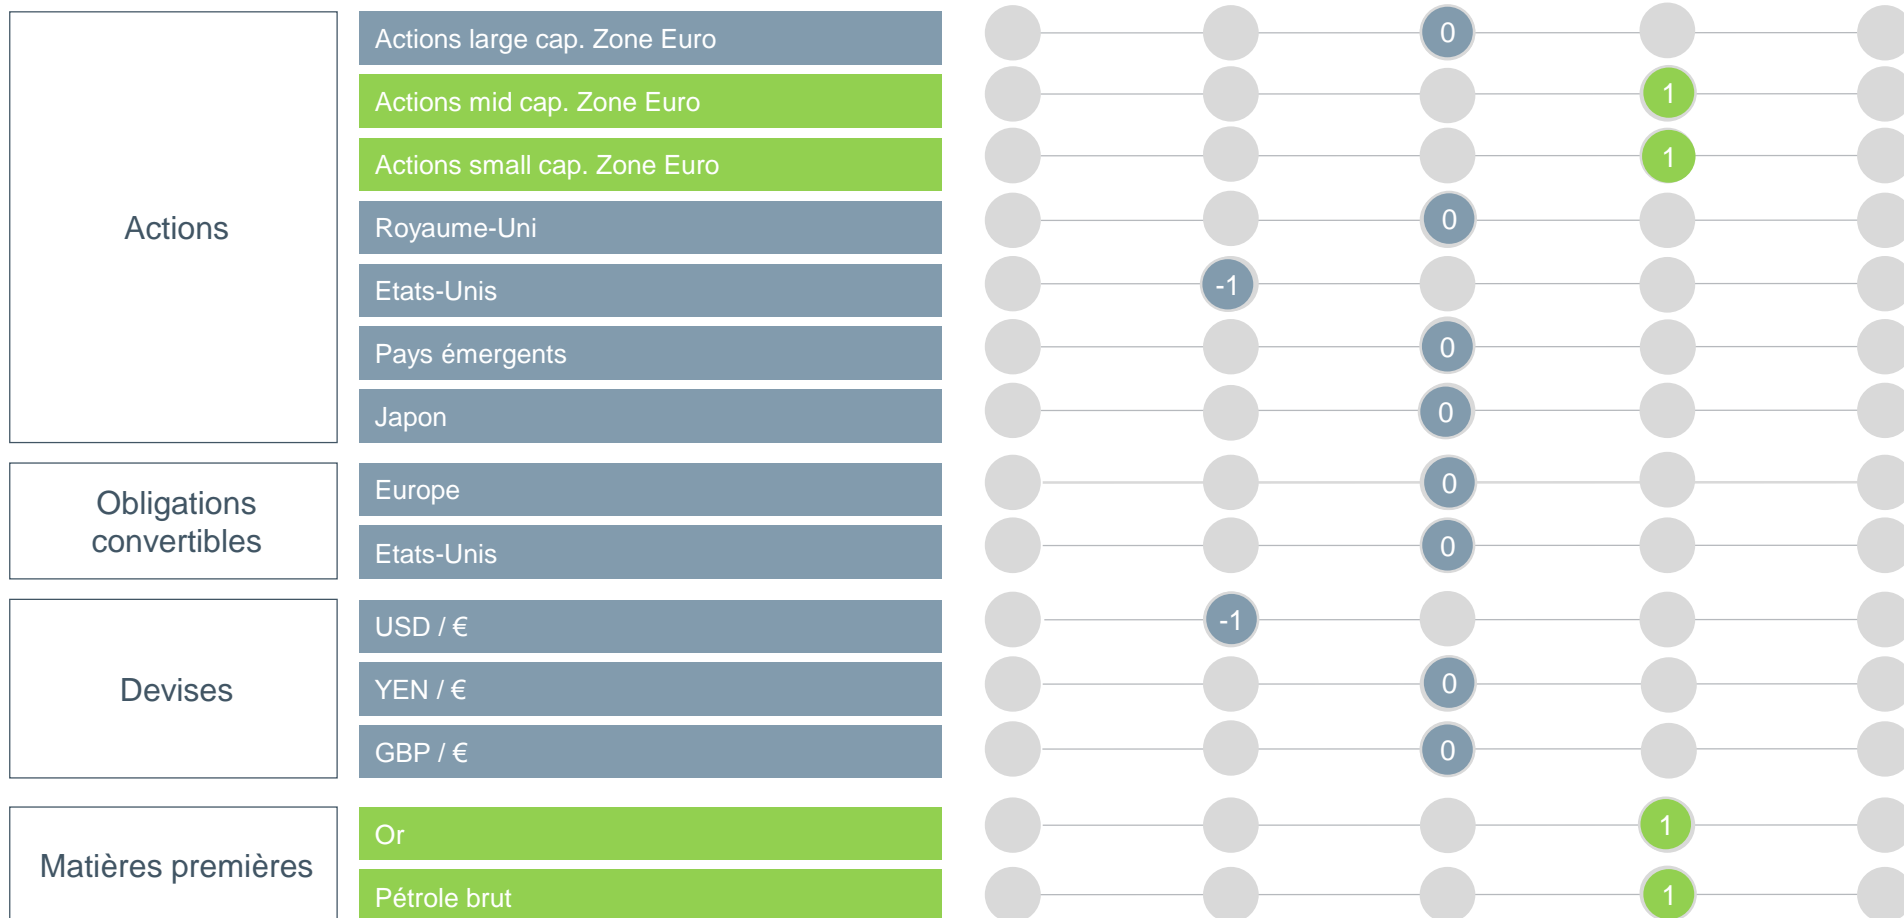 Actions
Actions large cap. Zone Euro
0
Actions mid cap. Zone Euro
1
Actions small cap. Zone Euro
1
Royaume-Uni
0
Etats-Unis
-1
Pays émergents
0
Japon
0
Obligations
convertibles
Europe
0
Etats-Unis
0
Devises
USD / €
-1
YEN / €
0
GBP / €
0
Matières premières
Or
1
Pétrole brut
1